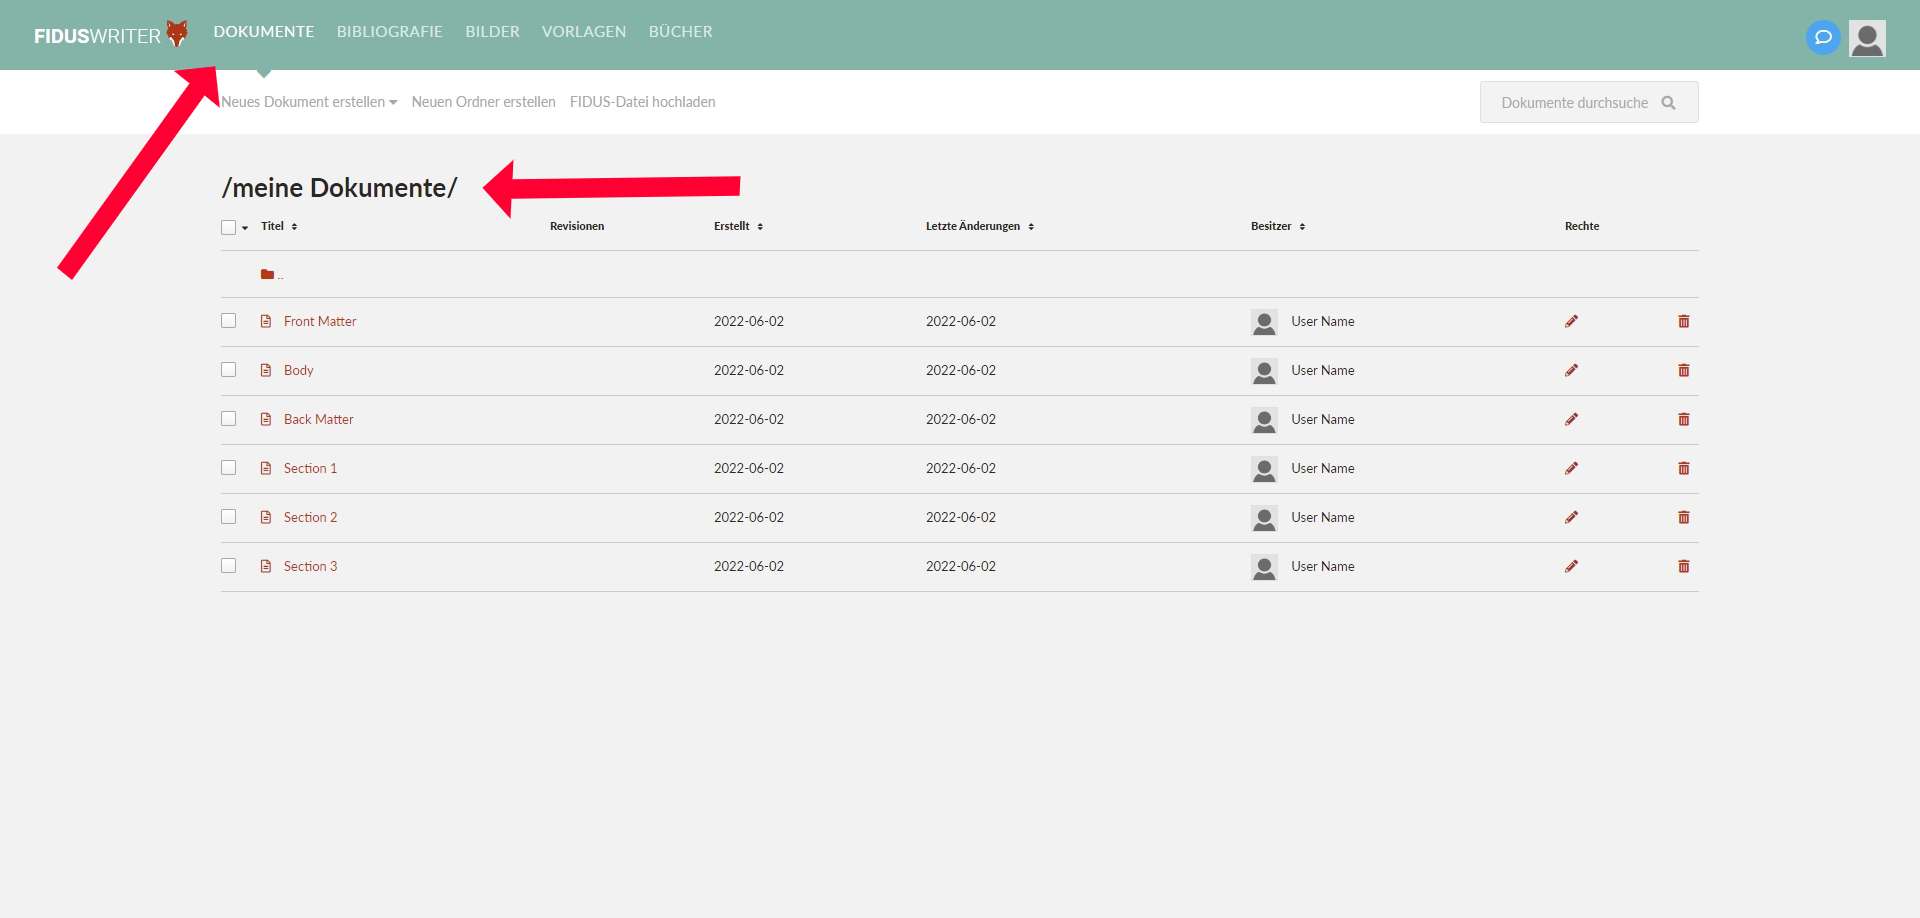 FIDUSWRITER DOKUMENTE BIBLIOGRAFIE BILDER VORLAGEN BÜCHER
Neues Dokument erstellen Neuen Ordner erstellen FIDUS-Datei hochladen Dokumente durchsuche
/meine Dokumente/
Titel Revisionen Erstellt Letzte Änderungen Besitzer Rechte
..
Front Matter 2022-06-02 2022-06-02 User Name
Body 2022-06-02 2022-06-02 User Name
Back Matter 2022-06-02 2022-06-02 User Name
Section 1 2022-06-02 2022-06-02 User Name
Section 2 2022-06-02 2022-06-02 User Name
Section 3 2022-06-02 2022-06-02 User Name